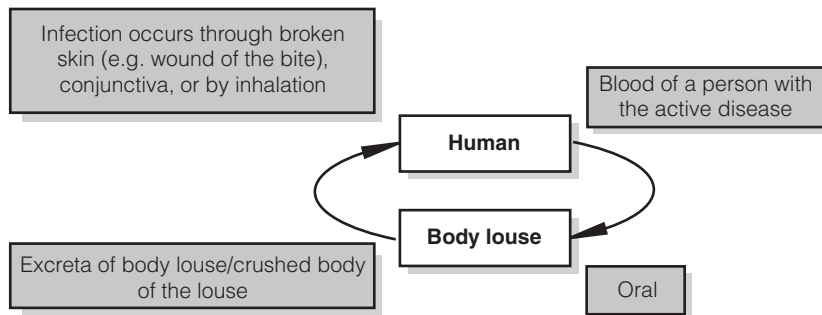 Infection occurs through broken
skin (e.g. wound of the bite),
conjunctiva, or by inhalation
Blood of a person with
the active disease
Human
Body louse
Excreta of body louse/crushed body
of the louse
Oral